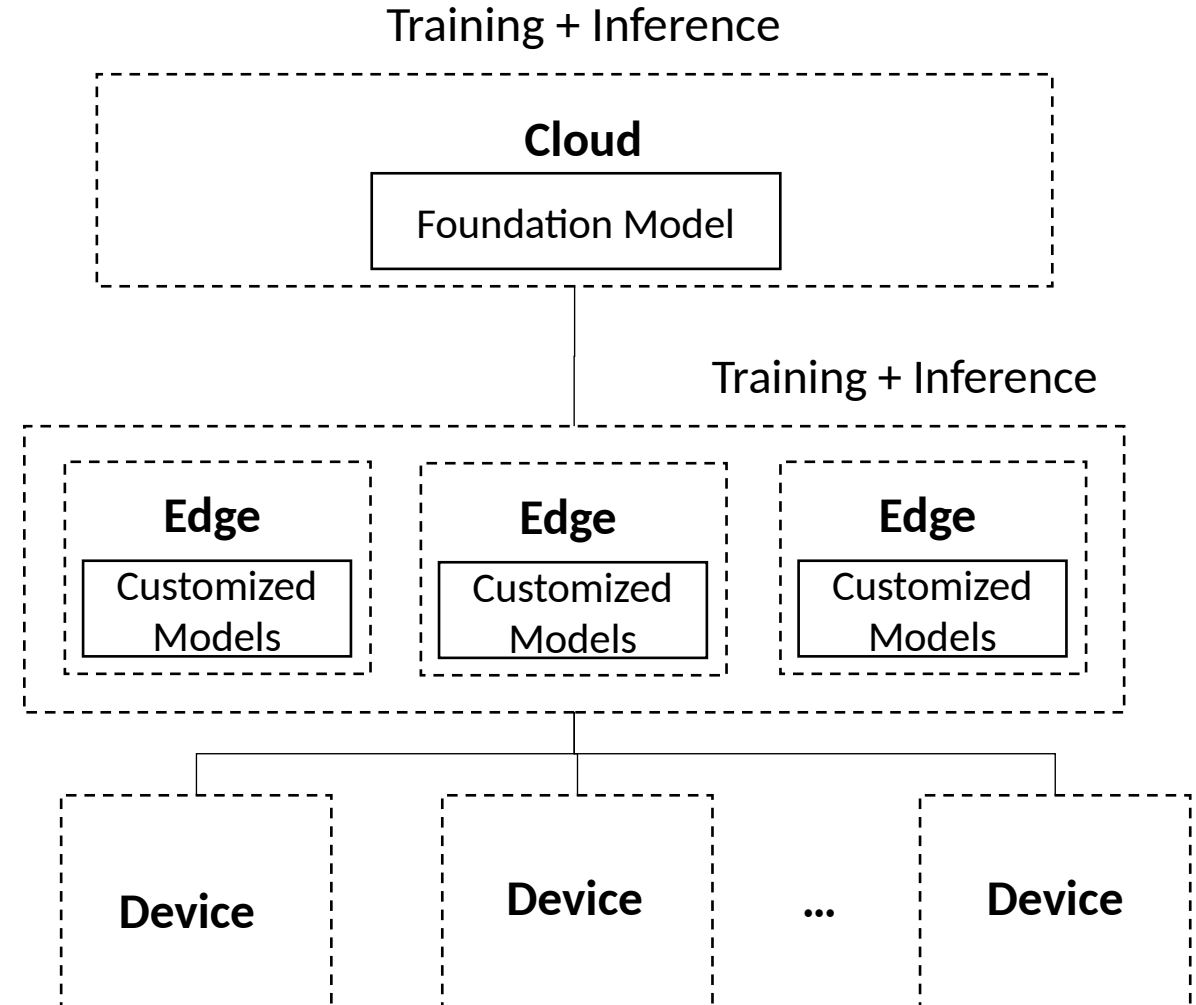 Training + Inference
Cloud
Foundation Model
Training + Inference
Edge
Edge
Edge
Customized
Models
Customized
Models
Customized
Models
Device
Device
...
Device